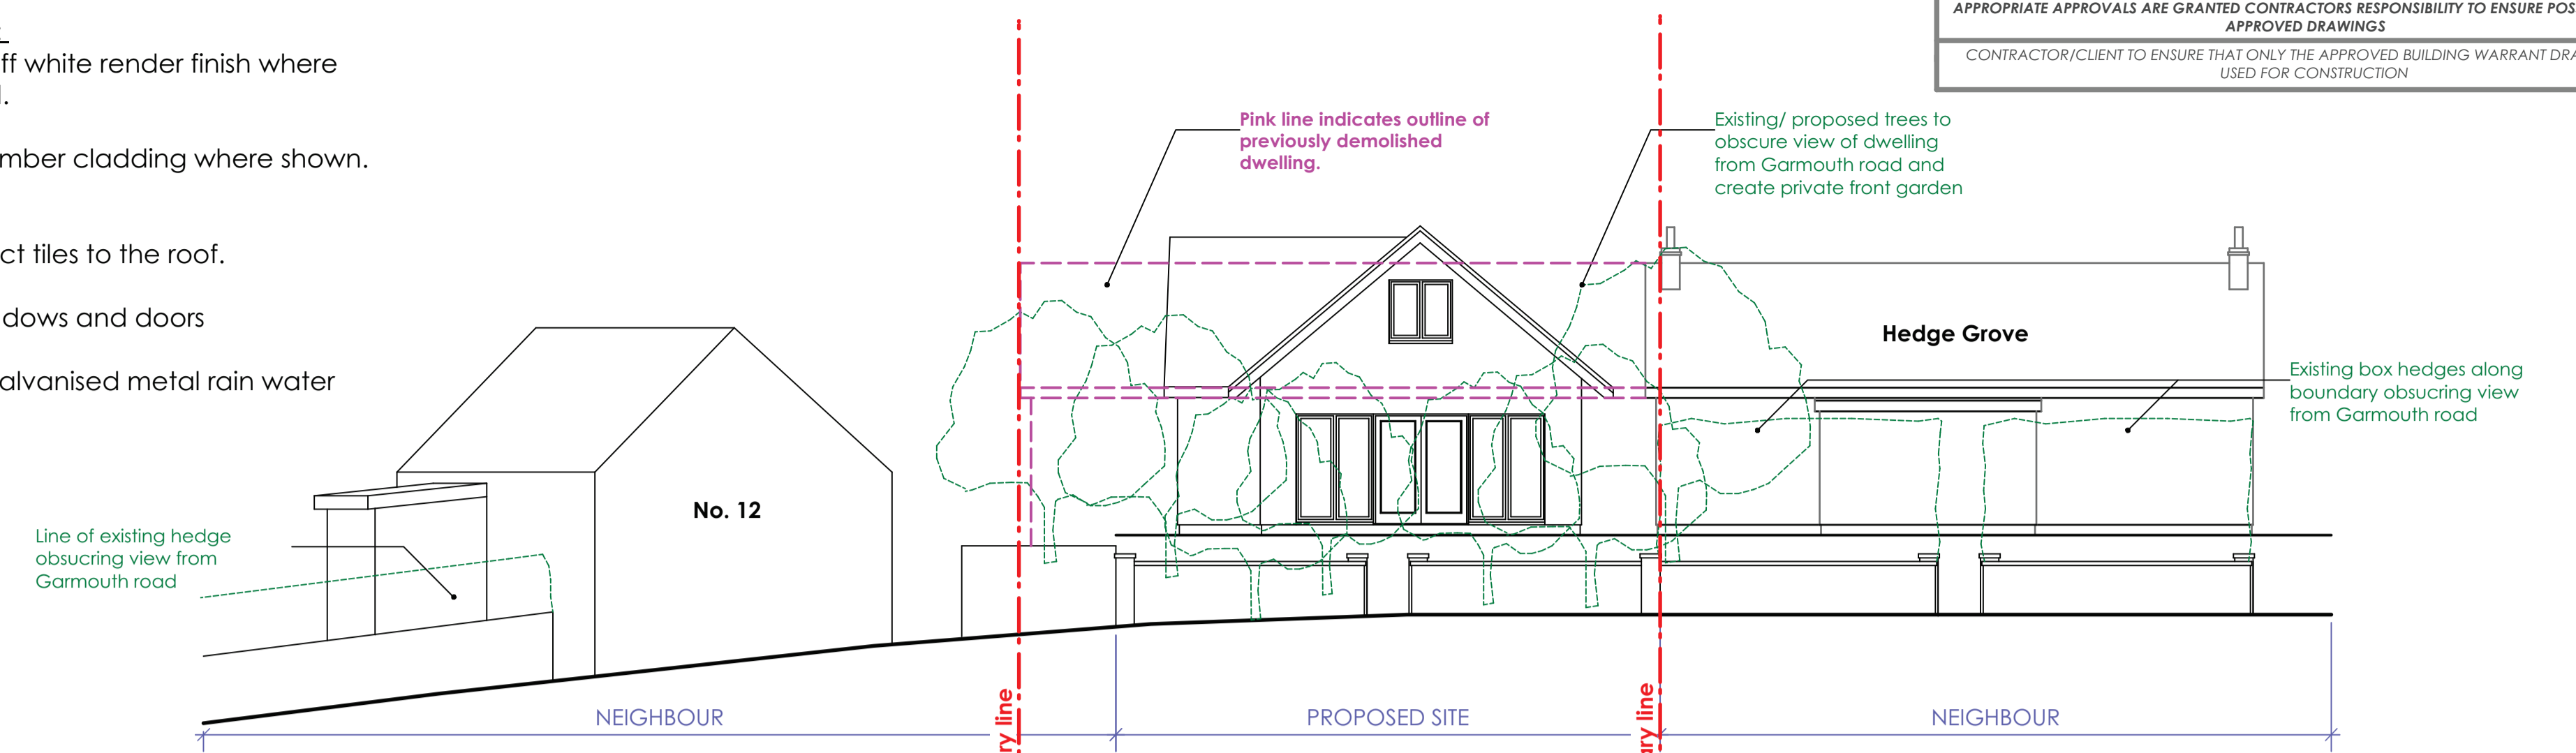 ff white render finish where
mber cladding where shown.
ct tiles to the roof.
dows and doors
alvanised metal rain water
APPROPRIATE APPROVALS ARE GRANTED CONTRACTORS RESPONSIBILITY TO ENSURE POS
APPROVED DRAWINGS
CONTRACTOR/CLIENT TO ENSURE THAT ONLY THE APPROVED BUILDING WARRANT DRA
USED FOR CONSTRUCTION
Pink line indicates outline of
previously demolished
dwelling.
Existing/ proposed trees to
obscure view of dwelling
from Garmouth road and
create private front garden
Hedge Grove
Existing box hedges along
boundary obsucring view
from Garmouth road
No. 12
Line of existing hedge
obsucring view from
Garmouth road
ry line
ary line
NEIGHBOUR
PROPOSED SITE
NEIGHBOUR